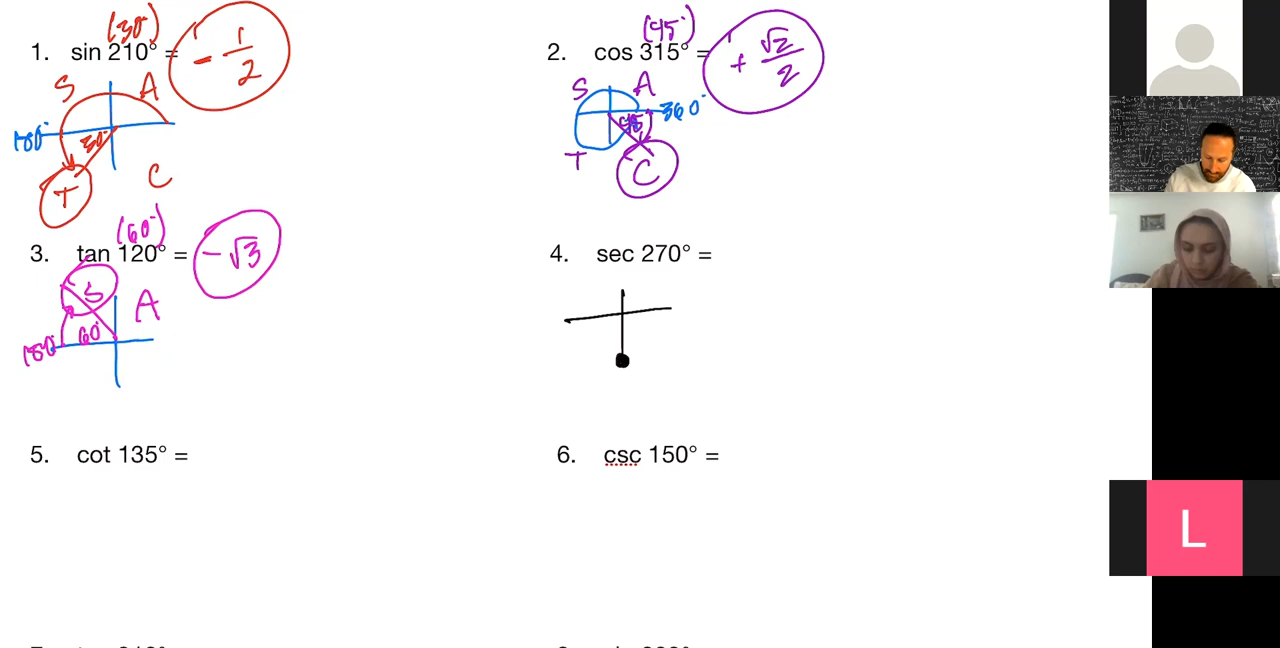 (30°)
1. sin 210° = - 1/2
S A
180° 30°
T C
(45°)
2. cos 315° = + √2/2
S A
45° 360°
T C
(60°)
3. tan 120° = - √3
S A
180° 60°
4. sec 270° =
5. cot 135° =
6. csc 150° =
L